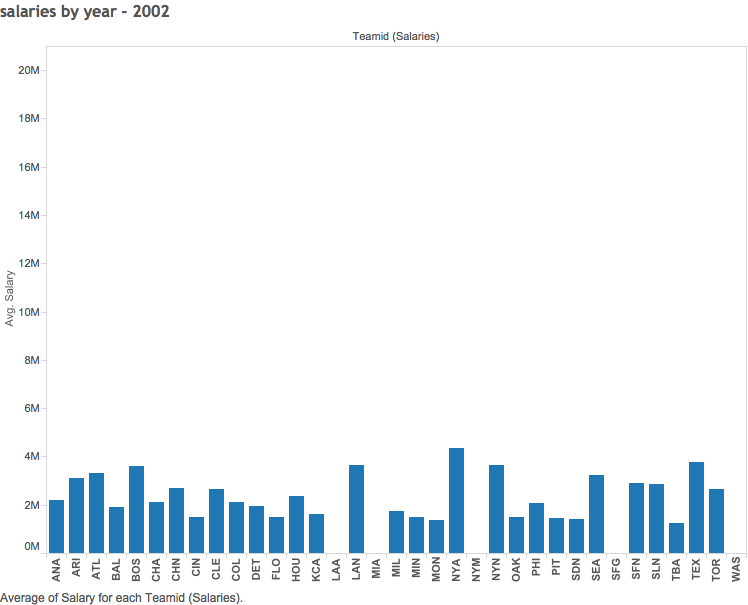 salaries by year - 2002
Teamid (Salaries)
20M
18M
16M
14M
12M
10M
8M
6M
4M
2M
0M
Avg. Salary
ANA ARI ATL BAL BOS CHA CHN CIN CLE COL DET FLO HOU KCA LAA LAN MIA MIL MIN MON NYA NYM NYN OAK PHI PIT SDN SEA SFG SFN SLN TBA TEX TOR WAS
Average of Salary for each Teamid (Salaries).